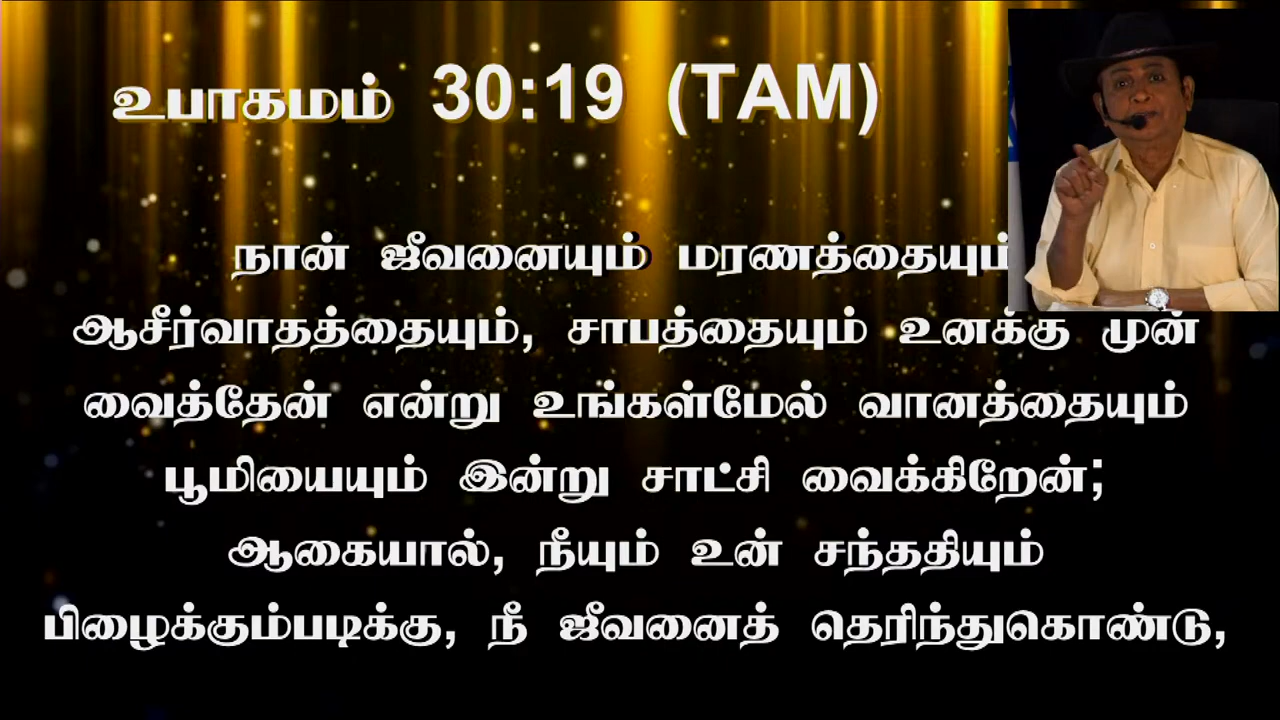 உபாகமம் 30:19 (TAM)
நான் ஜீவனையும் மரணத்தையும்
ஆசீர்வாதத்தையும், சாபத்தையும் உனக்கு முன்
வைத்தேன் என்று உங்கள்மேல் வானத்தையும்
பூமியையும் இன்று சாட்சி வைக்கிறேன்;
ஆகையால், நீயும் உன் சந்ததியும்
பிழைக்கும்படிக்கு, நீ ஜீவனைத் தெரிந்துகொண்டு,